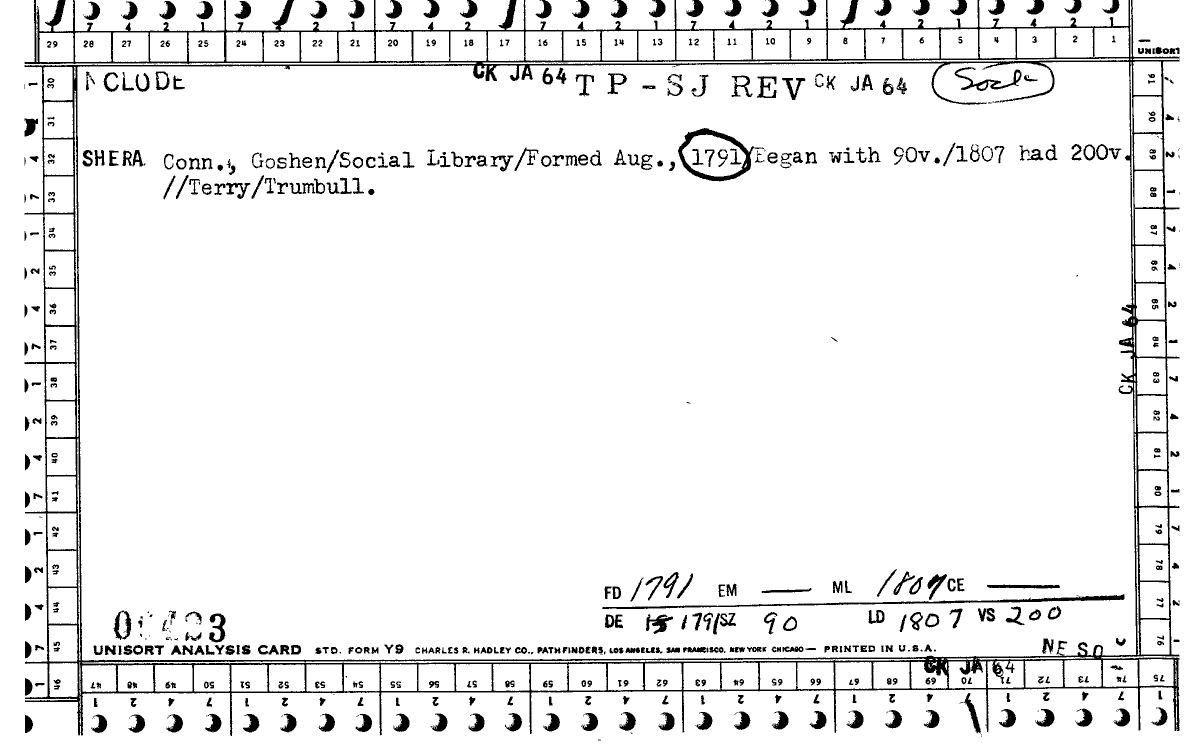 7 4 2 1 7 4 2 1 7 4 2 1 7 4 2 1 7 4 2 1 7 4 2 1 7 4 2 1
29 28 27 26 25 24 23 22 21 20 19 18 17 16 15 14 13 12 11 10 9 8 7 6 5 4 3 2 1
UNISORT
NCLUDE CK JA 64 TP-SJ REV CK JA 64
SHERA Conn., Goshen/Social Library/Formed Aug., 1791/Began with 90v./1807 had 200v.
//Terry/Trumbull.
30 31 32 33 34 35 36 37 38 39 40 41 42 43 44 45 46
91 90 89 88 87 86 85 84 83 82 81 80 79 78 77 76
CK JA 64
FD 1791 EM — ML 1807 CE —
DE 1791 SZ 90 LD 1807 VS 200
NE SO
UNISORT ANALYSIS CARD STD. FORM Y9 CHARLES R. HADLEY CO., PATHFINDERS, LOS ANGELES, SAN FRANCISCO, NEW YORK CHICAGO — PRINTED IN U.S.A.
CK JA 64
47 48 49 50 51 52 53 54 55 56 57 58 59 60 61 62 63 64 65 66 67 68 69 70 71 72 73 74 75
1 2 4 7 1 2 4 7 1 2 4 7 1 2 4 7 1 2 4 7 1 2 4 7 1 2 4 7 1